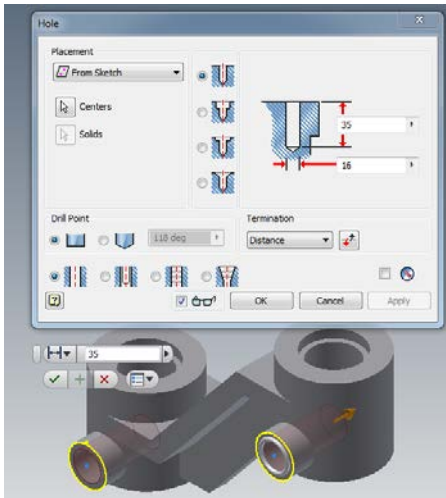 Hole
Placement
From Sketch
Centers
Solids
35
16
Drill Point
Termination
118 deg
Distance
OK
Cancel
Apply
35